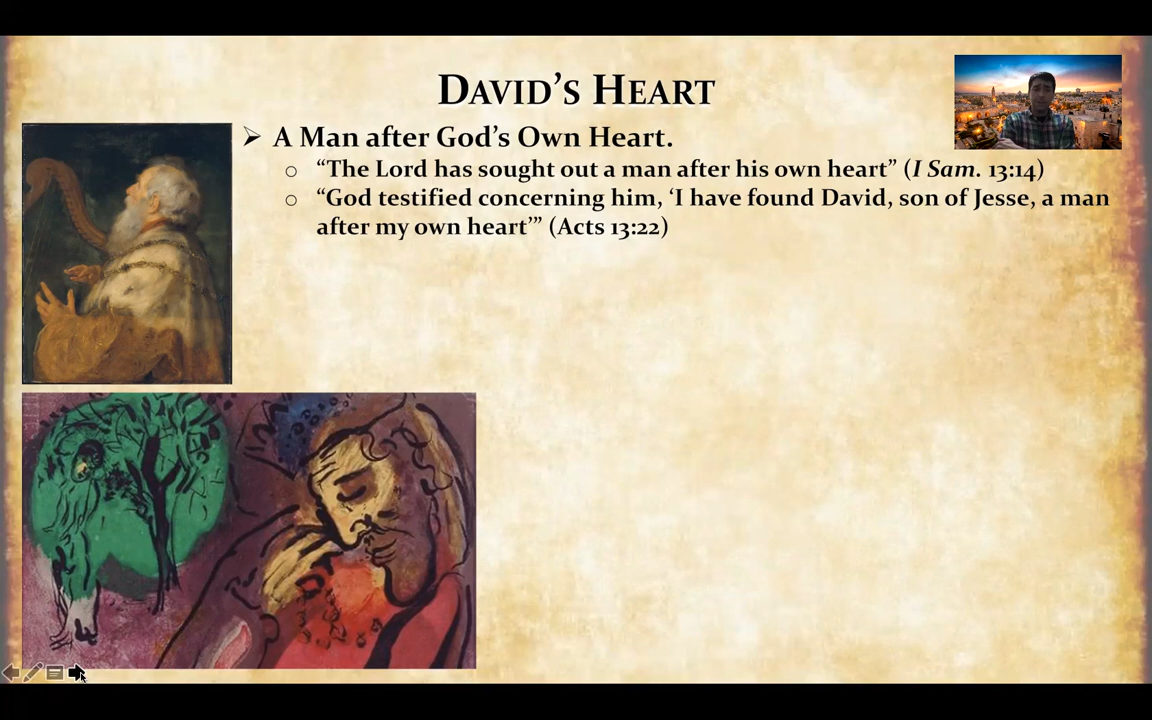 DAVID'S HEART
➢ A Man after God's Own Heart.
o “The Lord has sought out a man after his own heart” (I Sam. 13:14)
o “God testified concerning him, ‘I have found David, son of Jesse, a man
after my own heart’” (Acts 13:22)